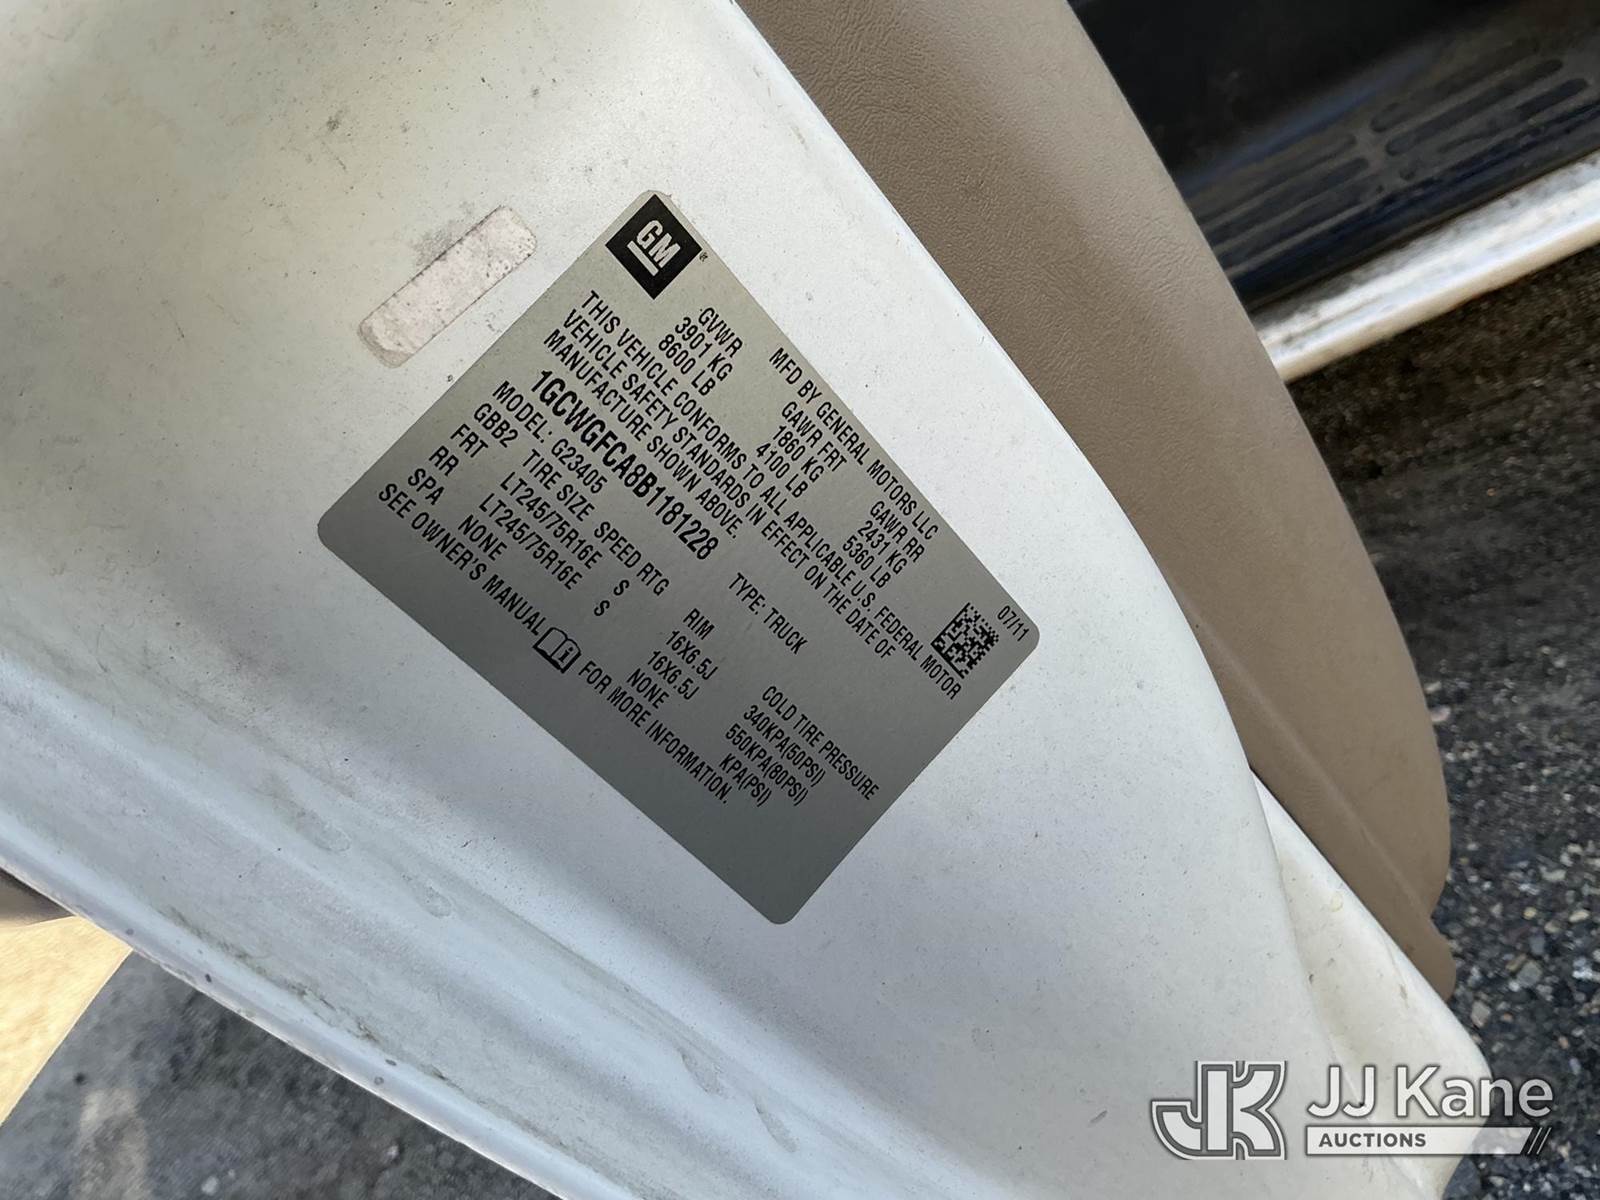 GM
MFD BY GENERAL MOTORS LLC 07/11
GVWR GAWR FRT GAWR RR
3901 KG 1860 KG 2431 KG
8600 LB 4100 LB 5360 LB
THIS VEHICLE CONFORMS TO ALL APPLICABLE U.S. FEDERAL MOTOR
VEHICLE SAFETY STANDARDS IN EFFECT ON THE DATE OF
MANUFACTURE SHOWN ABOVE.
1GCWGFCA8B1181228 TYPE: TRUCK
MODEL: G23405
GBB2 TIRE SIZE SPEED RTG RIM COLD TIRE PRESSURE
FRT LT245/75R16E S 16X6.5J 340KPA(50PSI)
RR LT245/75R16E S 16X6.5J 550KPA(80PSI)
SPA NONE NONE KPA(PSI)
SEE OWNER'S MANUAL FOR MORE INFORMATION.
JK JJ Kane
AUCTIONS